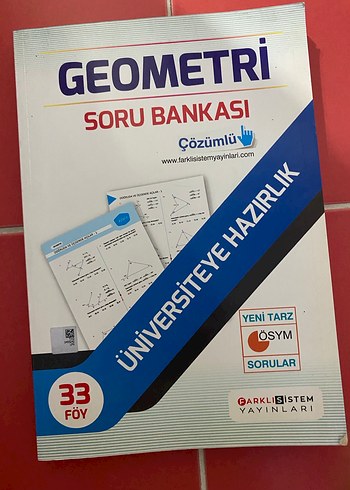 GEOMETRİ
SORU BANKASI
Çözümlü
www.farklisistemyayinlari.com
ÜNİVERSİTEYE HAZIRLIK
YENİ TARZ
ÖSYM
SORULAR
33
FÖY
FARKLI SİSTEM
YAYINLARI